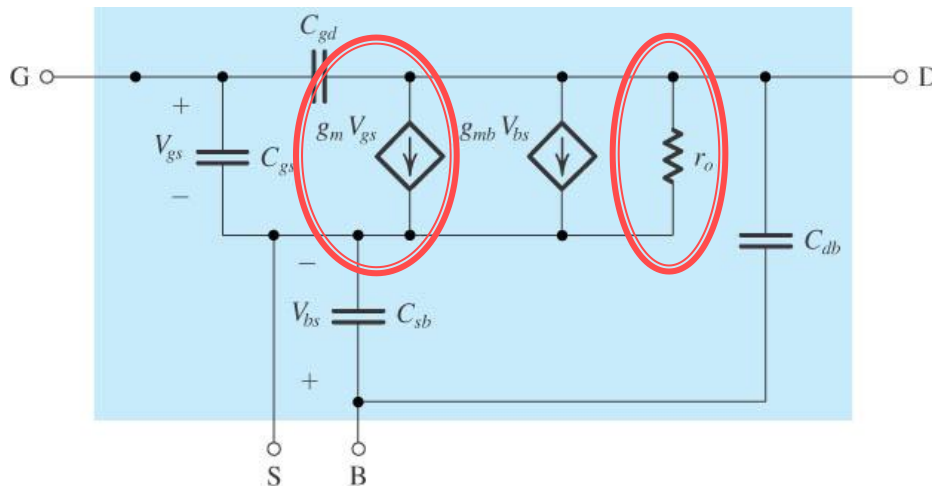 C_gd
G
D
+
g_m V_gs
g_mb V_bs
V_gs
C_gs
r_o
−
−
C_db
V_bs
C_sb
+
S
B